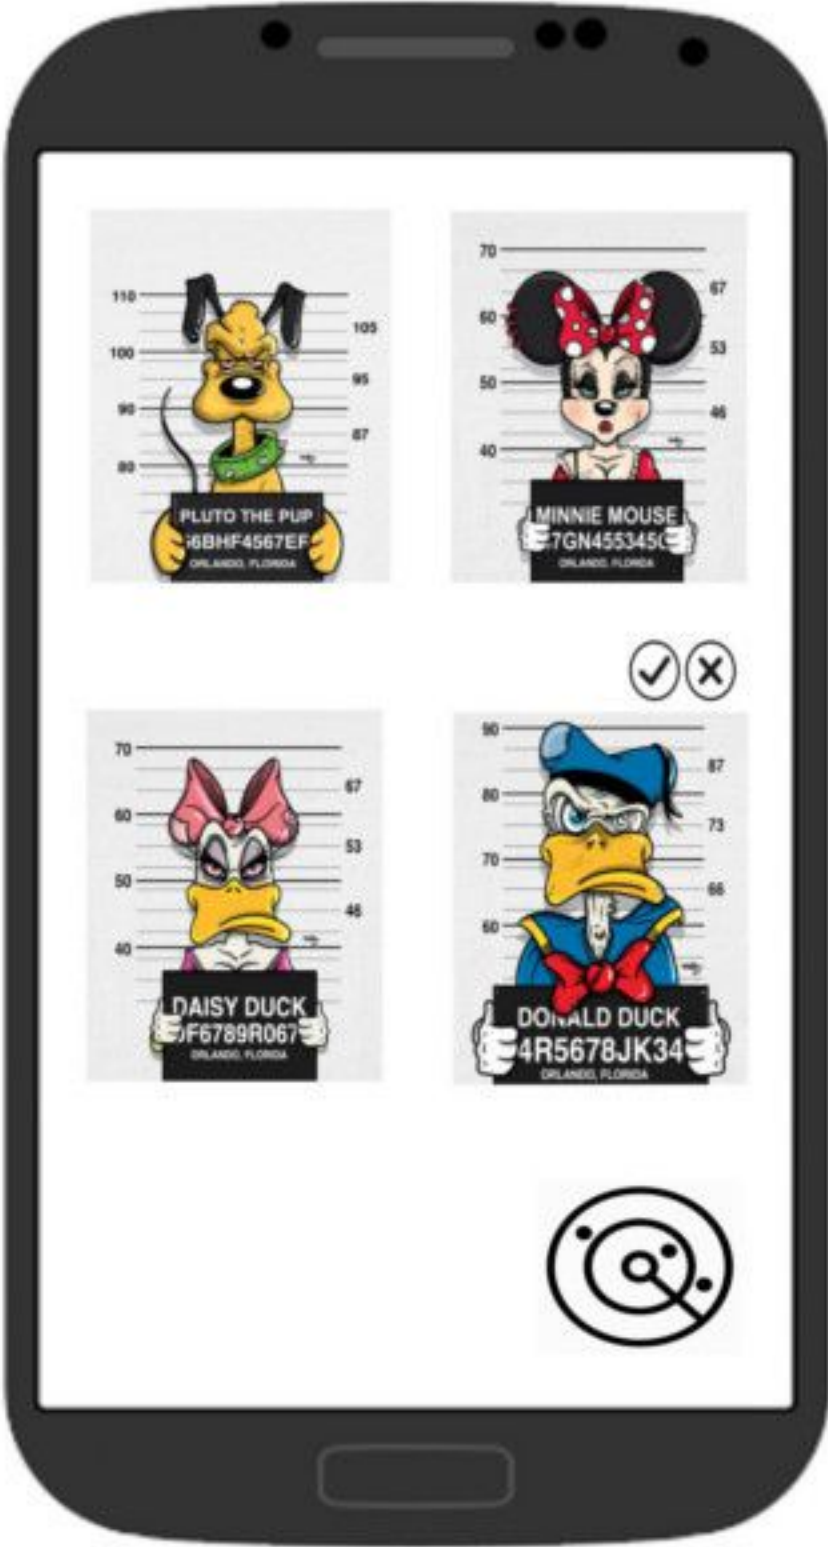 110
105
100
95
90
87
80
PLUTO THE PUP
6BHF4567EF
ORLANDO, FLORIDA
70
67
60
53
50
46
40
MINNIE MOUSE
7GN455345
ORLANDO, FLORIDA
70
67
60
53
50
46
40
DAISY DUCK
F6789R067
ORLANDO, FLORIDA
90
87
80
73
70
66
60
DONALD DUCK
4R5678JK34
ORLANDO, FLORIDA